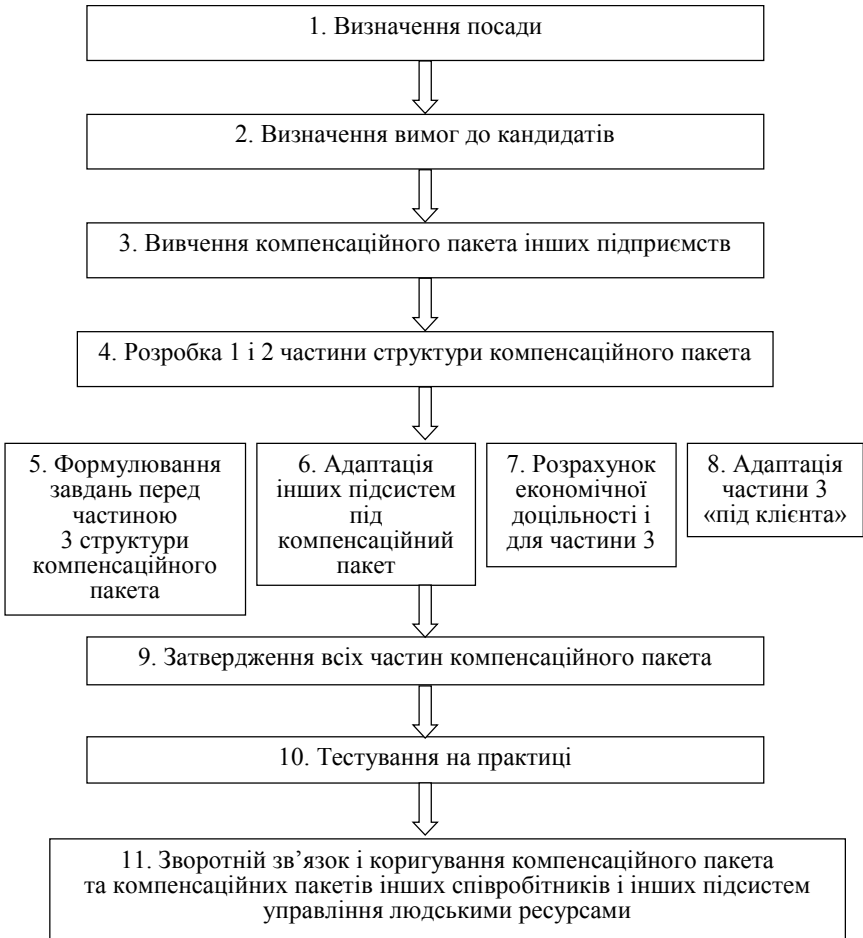 1. Визначення посади
2. Визначення вимог до кандидатів
3. Вивчення компенсаційного пакета інших підприємств
4. Розробка 1 і 2 частини структури компенсаційного пакета
5. Формулювання
завдань перед
частиною
3 структури
компенсаційного
пакета
6. Адаптація
інших підсистем
під
компенсаційний
пакет
7. Розрахунок
економічної
доцільності і
для частини 3
8. Адаптація
частини 3
«під клієнта»
9. Затвердження всіх частин компенсаційного пакета
10. Тестування на практиці
11. Зворотній зв’язок і коригування компенсаційного пакета
та компенсаційних пакетів інших співробітників і інших підсистем
управління людськими ресурсами